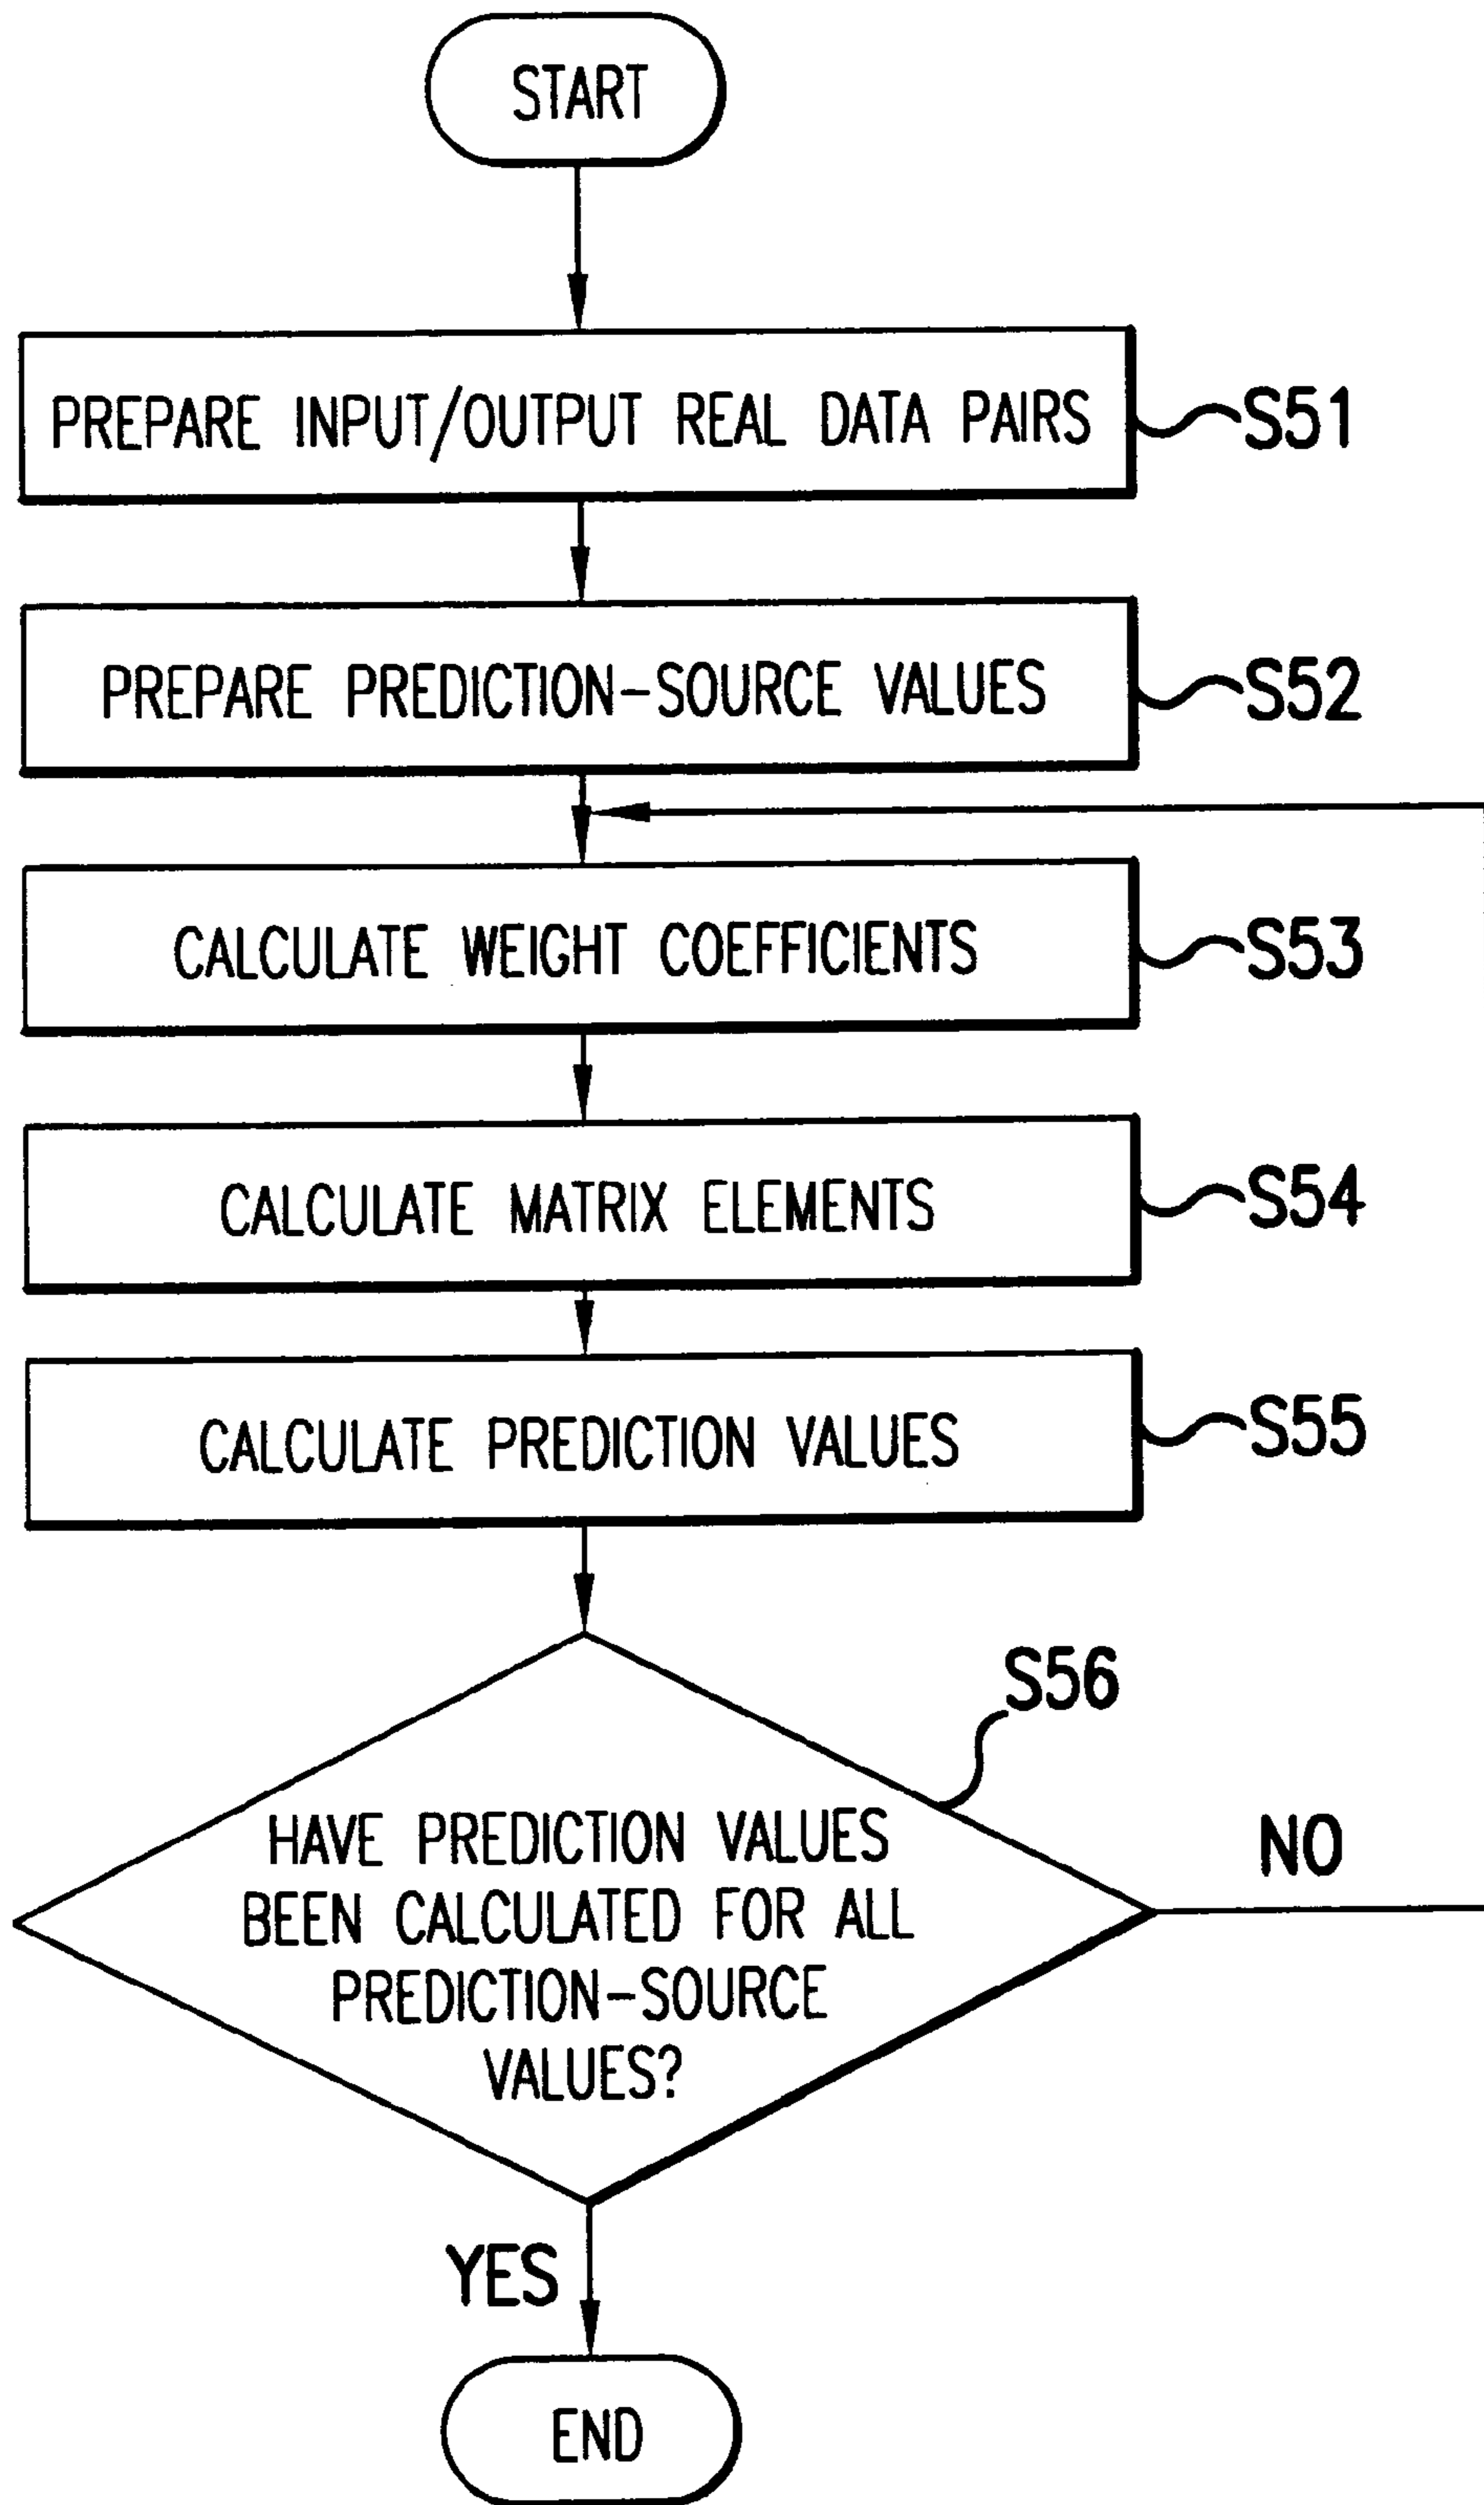 START
PREPARE INPUT/OUTPUT REAL DATA PAIRS
S51
PREPARE PREDICTION-SOURCE VALUES
S52
CALCULATE WEIGHT COEFFICIENTS
S53
CALCULATE MATRIX ELEMENTS
S54
CALCULATE PREDICTION VALUES
S55
S56
HAVE PREDICTION VALUES
BEEN CALCULATED FOR ALL
PREDICTION-SOURCE
VALUES?
NO
YES
END